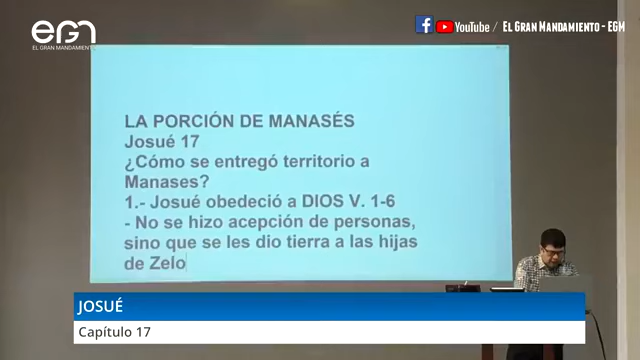 EGM
EL GRAN MANDAMIENTO
YouTube / EL GRAN MANDAMIENTO - EGM
LA PORCIÓN DE MANASÉS
Josué 17
¿Cómo se entregó territorio a
Manases?
1.- Josué obedeció a DIOS V. 1-6
- No se hizo acepción de personas,
sino que se les dio tierra a las hijas
de Zelo
JOSUÉ
Capítulo 17